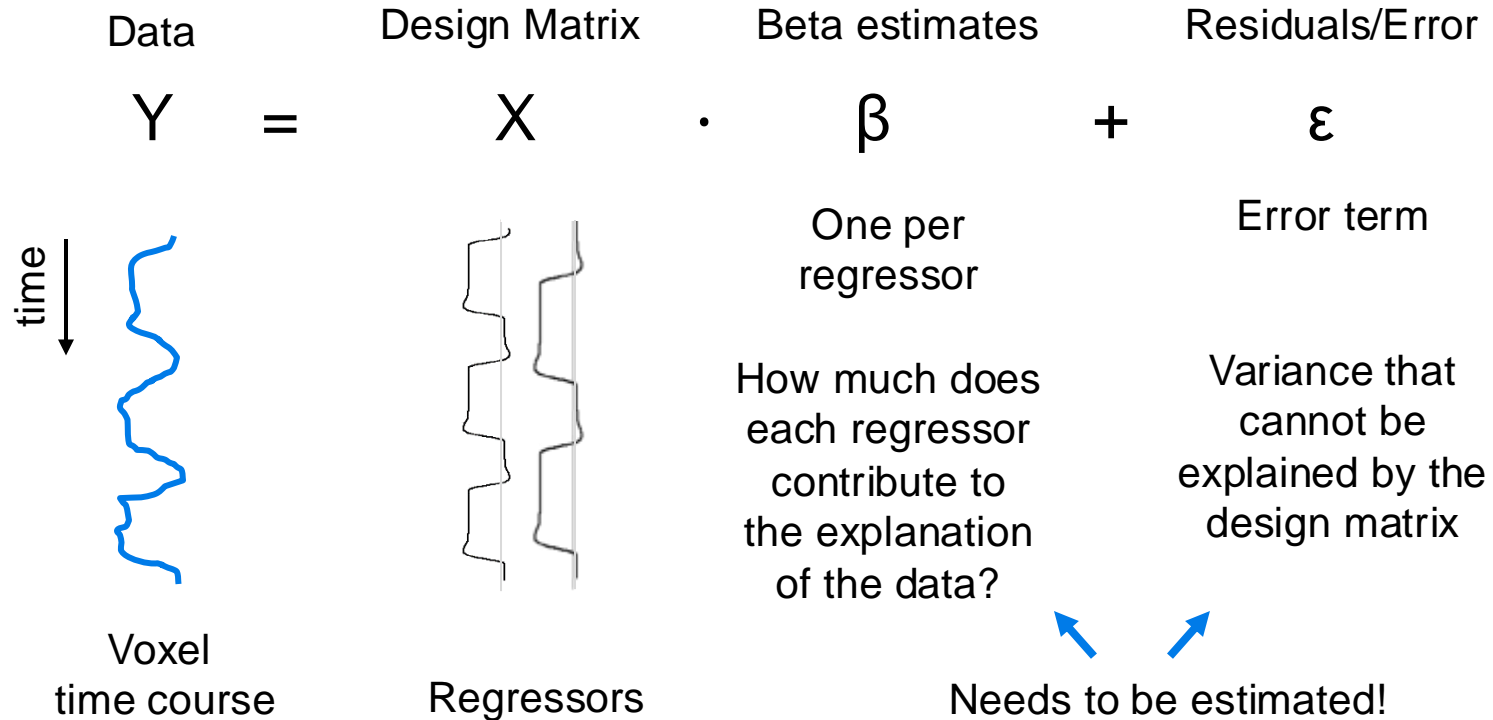 Data
Design Matrix
Beta estimates
Residuals/Error
Y = X · β + ε
time
One per
regressor
Error term
How much does
each regressor
contribute to
the explanation
of the data?
Variance that
cannot be
explained by the
design matrix
Voxel
time course
Regressors
Needs to be estimated!